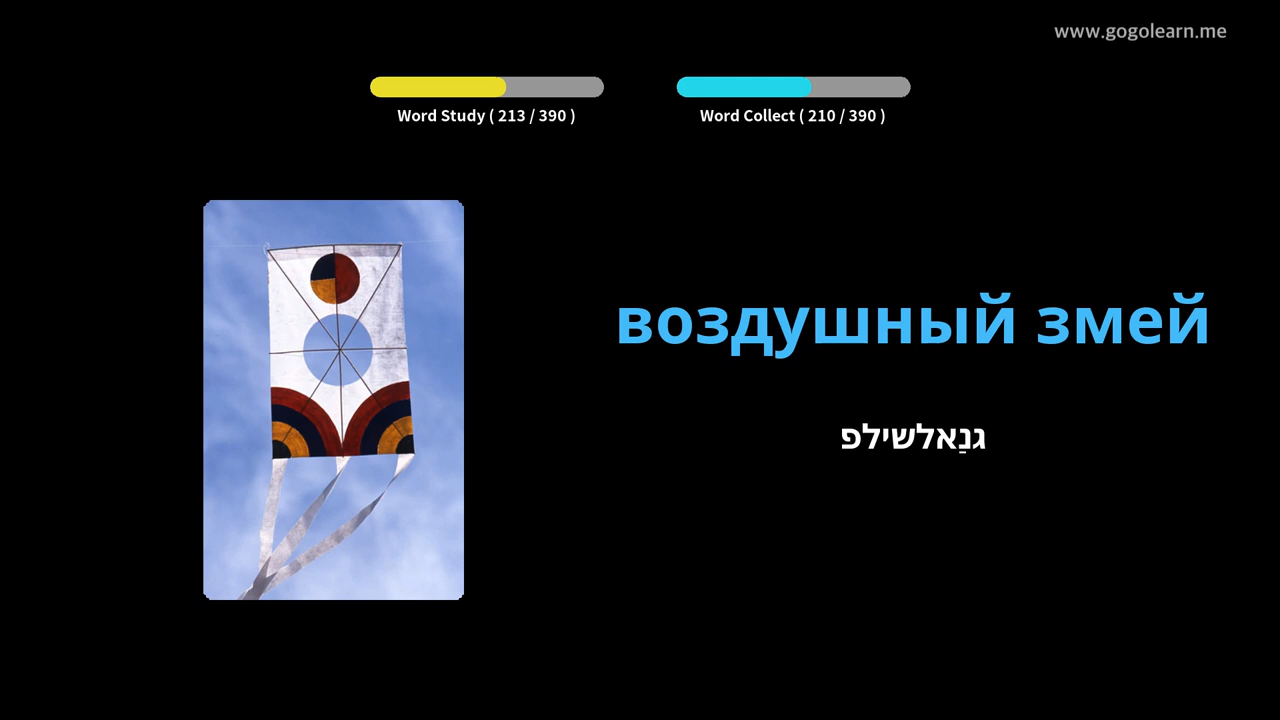 www.gogolearn.me
Word Study ( 213 / 390 )
Word Collect ( 210 / 390 )
воздушный змей
גנַאלשילפ